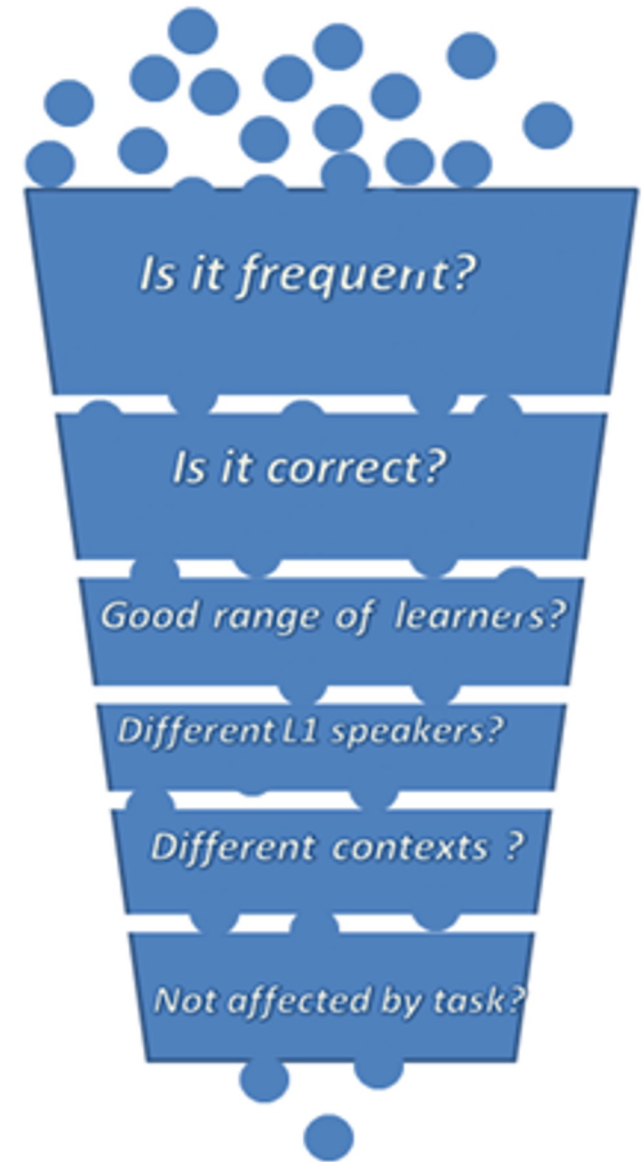 Is it frequent?
Is it correct?
Good range of learners?
Different L1 speakers?
Different contexts ?
Not affected by task?